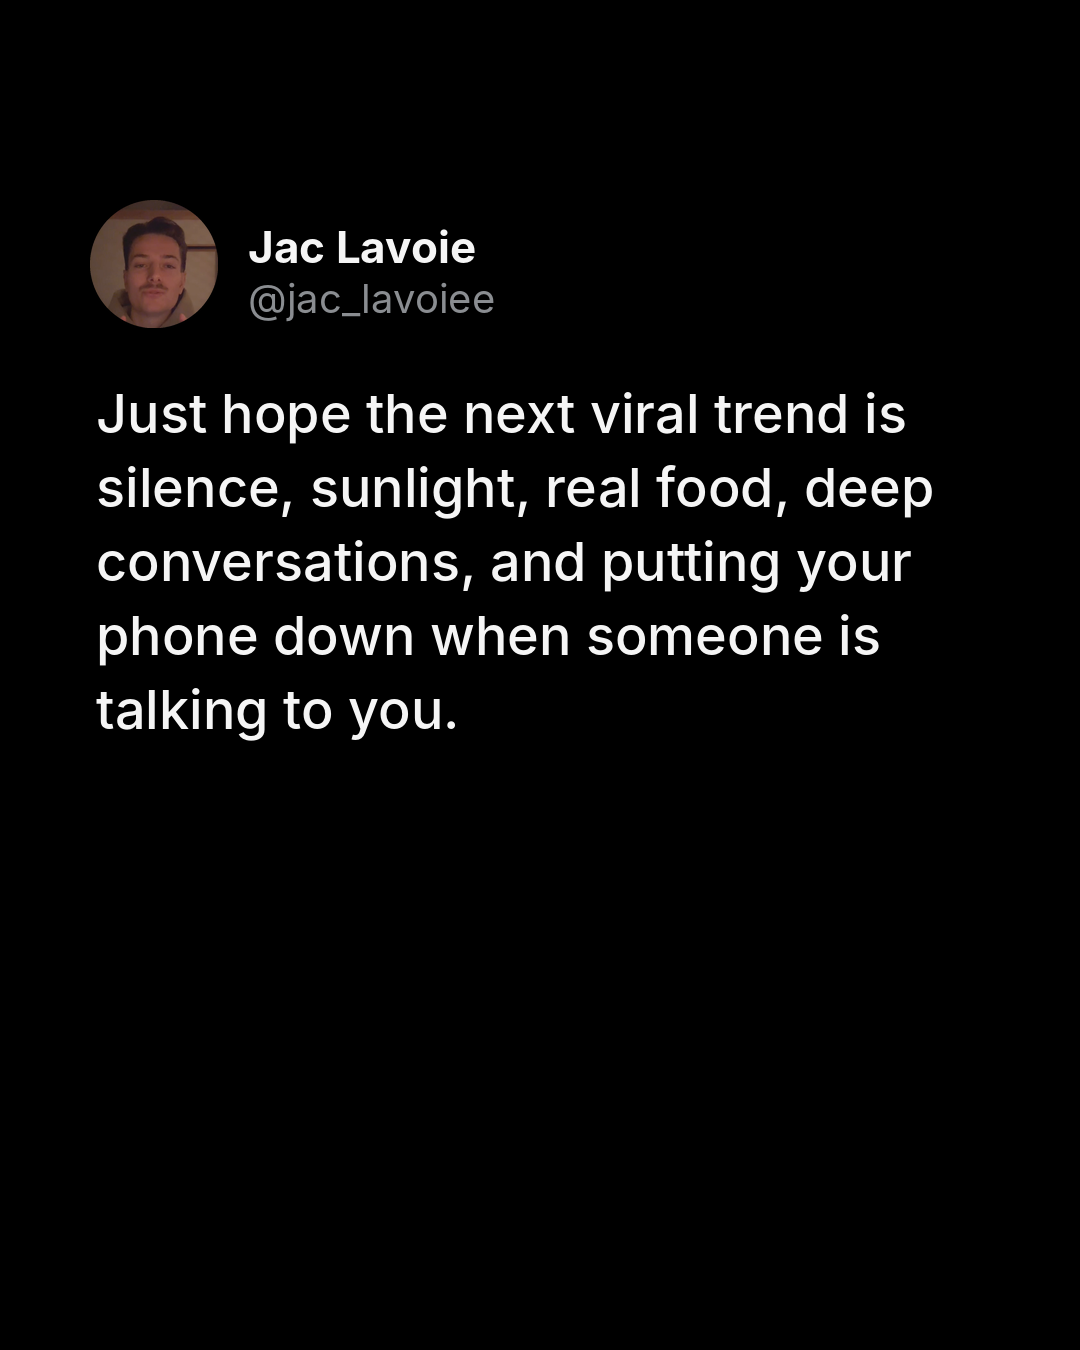 Jac Lavoie
@jac_lavoiee
Just hope the next viral trend is
silence, sunlight, real food, deep
conversations, and putting your
phone down when someone is
talking to you.